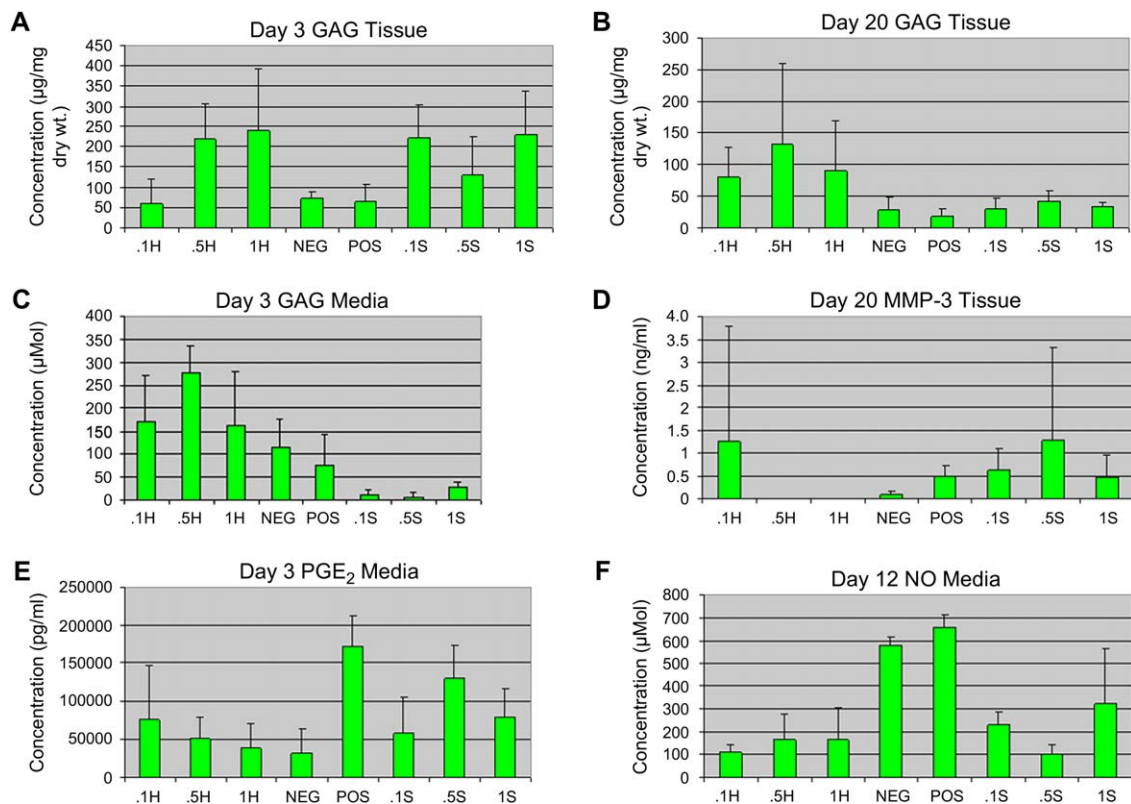 A
Day 3 GAG Tissue
Concentration (µg/mg
dry wt.)
450
400
350
300
250
200
150
100
50
0
.1H .5H 1H NEG POS .1S .5S 1S
B
Day 20 GAG Tissue
Concentration (µg/mg
dry wt.)
300
250
200
150
100
50
0
.1H .5H 1H NEG POS .1S .5S 1S
C
Day 3 GAG Media
Concentration (µMol)
400
350
300
250
200
150
100
50
0
.1H .5H 1H NEG POS .1S .5S 1S
D
Day 20 MMP-3 Tissue
Concentration (ng/ml)
4.0
3.5
3
2.5
2
1.5
1
0.5
0
.1H .5H 1H NEG POS .1S .5S 1S
E
Day 3 PGE2 Media
Concentration (pg/ml)
250000
200000
150000
100000
50000
0
.1H .5H 1H NEG POS .1S .5S 1S
F
Day 12 NO Media
Concentration (µMol)
800
700
600
500
400
300
200
100
0
.1H .5H 1H NEG POS .1S .5S 1S